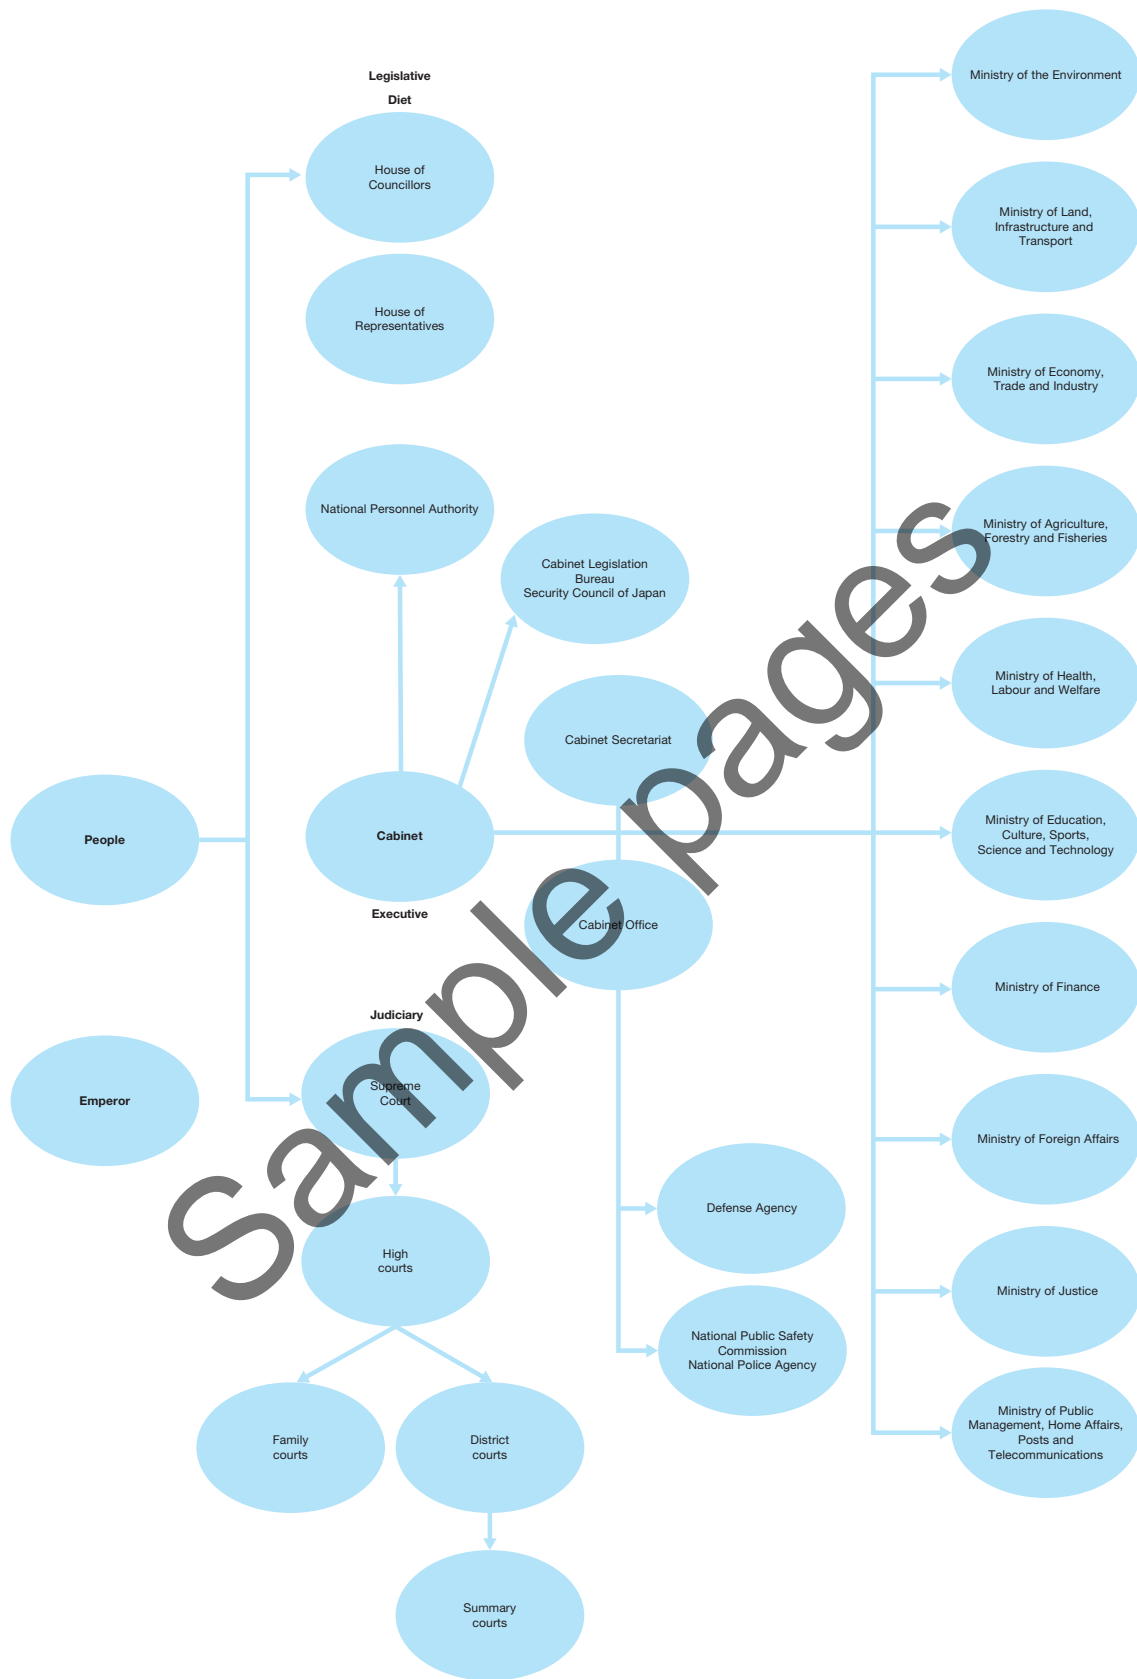 Legislative
Diet
House of
Councillors
House of
Representatives
National Personnel Authority
Cabinet Legislation
Bureau
Security Council of Japan
Cabinet Secretariat
People
Cabinet
Executive
Cabinet Office
Judiciary
Emperor
Supreme
Court
High
courts
Defense Agency
National Public Safety
Commission
National Police Agency
Family
courts
District
courts
Summary
courts
Ministry of the Environment
Ministry of Land,
Infrastructure and
Transport
Ministry of Economy,
Trade and Industry
Ministry of Agriculture,
Forestry and Fisheries
Ministry of Health,
Labour and Welfare
Ministry of Education,
Culture, Sports,
Science and Technology
Ministry of Finance
Ministry of Foreign Affairs
Ministry of Justice
Ministry of Public
Management, Home Affairs,
Posts and
Telecommunications
Sample pages